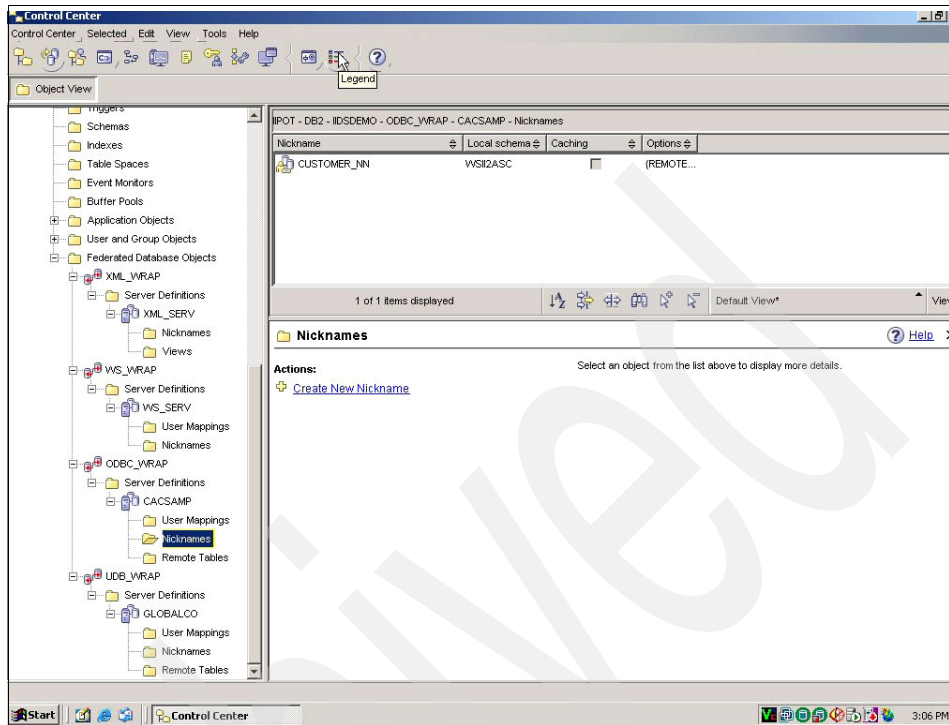 Control Center
Control Center Selected Edit View Tools Help
Legend
Object View
Triggers
Schemas
Indexes
Table Spaces
Event Monitors
Buffer Pools
Application Objects
User and Group Objects
Federated Database Objects
XML_WRAP
Server Definitions
XML_SERV
Nicknames
Views
WS_WRAP
Server Definitions
WS_SERV
User Mappings
Nicknames
ODBC_WRAP
Server Definitions
CACSAMP
User Mappings
Nicknames
Remote Tables
UDB_WRAP
Server Definitions
GLOBALCO
User Mappings
Nicknames
Remote Tables
IIPOT - DB2 - IIDSDEMO - ODBC_WRAP - CACSAMP - Nicknames
Nickname Local schema Caching Options
CUSTOMER_NN WSII2ASC (REMOTE...
1 of 1 items displayed Default View* Vie
Nicknames Help
Actions:
Create New Nickname
Select an object from the list above to display more details.
Start Control Center 3:06 PM